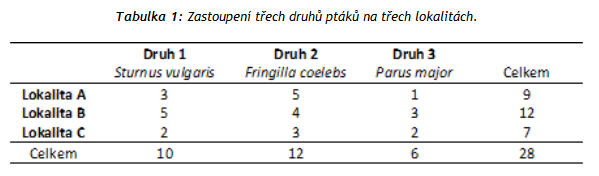 Tabulka 1: Zastoupení třech druhů ptáků na třech lokalitách.
Druh 1 Druh 2 Druh 3
Sturnus vulgaris Fringilla coelebs Parus major Celkem
Lokalita A 3 5 1 9
Lokalita B 5 4 3 12
Lokalita C 2 3 2 7
Celkem 10 12 6 28